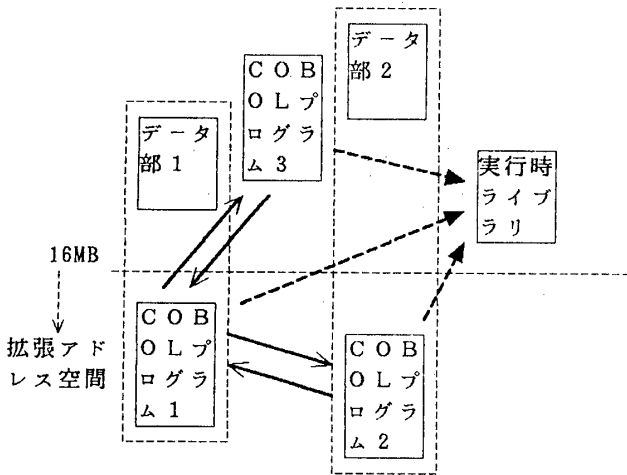 データ
部2
COB
OLプ
ログラ
ム3
データ
部1
実行時
ライブ
ラリ
16MB
拡張アド
レス空間
COB
OLプ
ログラ
ム1
COB
OLプ
ログラ
ム2